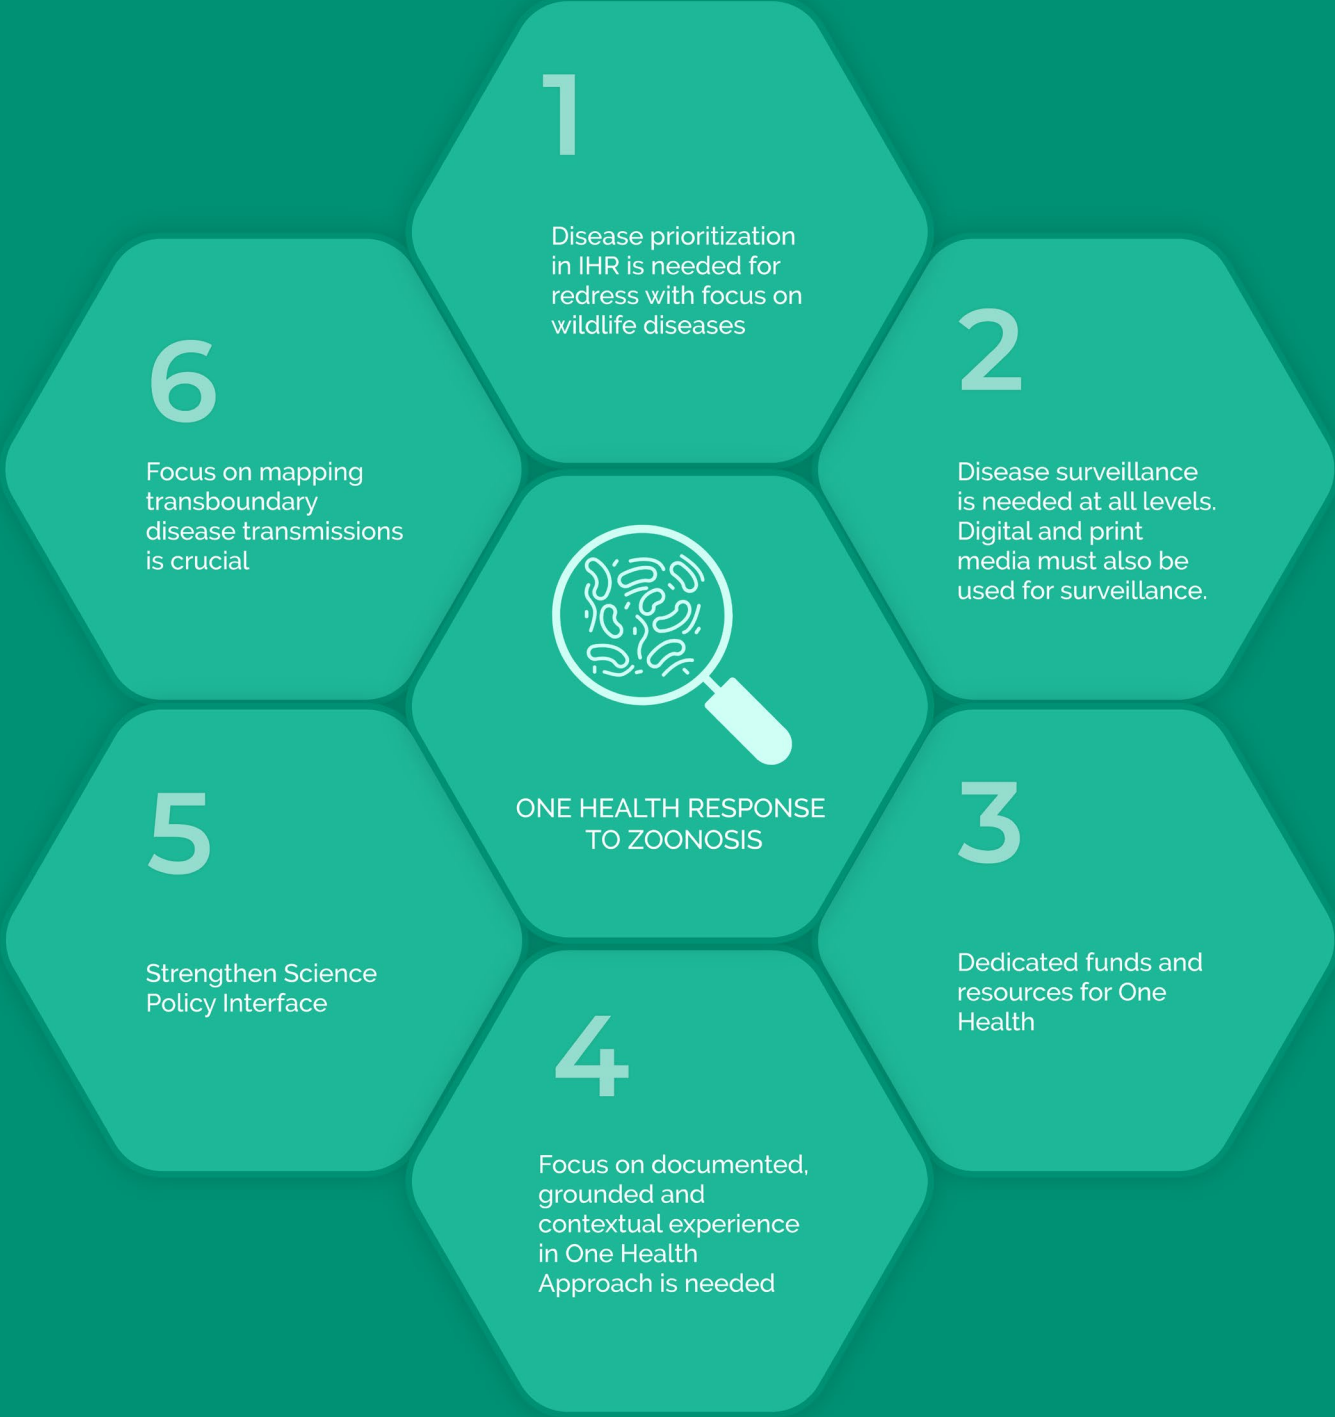 1
Disease prioritization
in IHR is needed for
redress with focus on
wildlife diseases
2
Disease surveillance
is needed at all levels.
Digital and print
media must also be
used for surveillance.
3
Dedicated funds and
resources for One
Health
4
Focus on documented,
grounded and
contextual experience
in One Health
Approach is needed
5
Strengthen Science
Policy Interface
6
Focus on mapping
transboundary
disease transmissions
is crucial
ONE HEALTH RESPONSE
TO ZOONOSIS